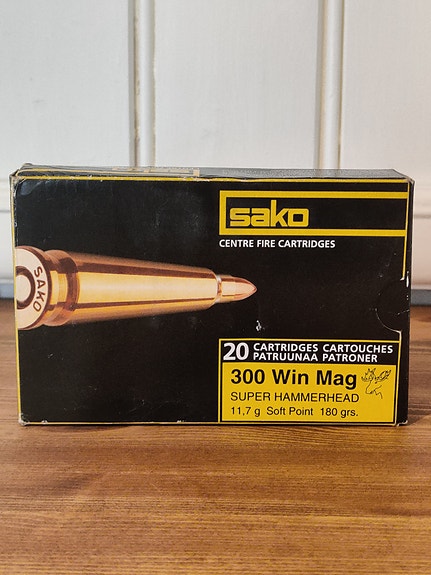 sako
CENTRE FIRE CARTRIDGES
SAKO
20 CARTRIDGES CARTOUCHES
PATRUUNAA PATRONER
300 Win Mag
SUPER HAMMERHEAD
11,7 g Soft Point 180 grs.